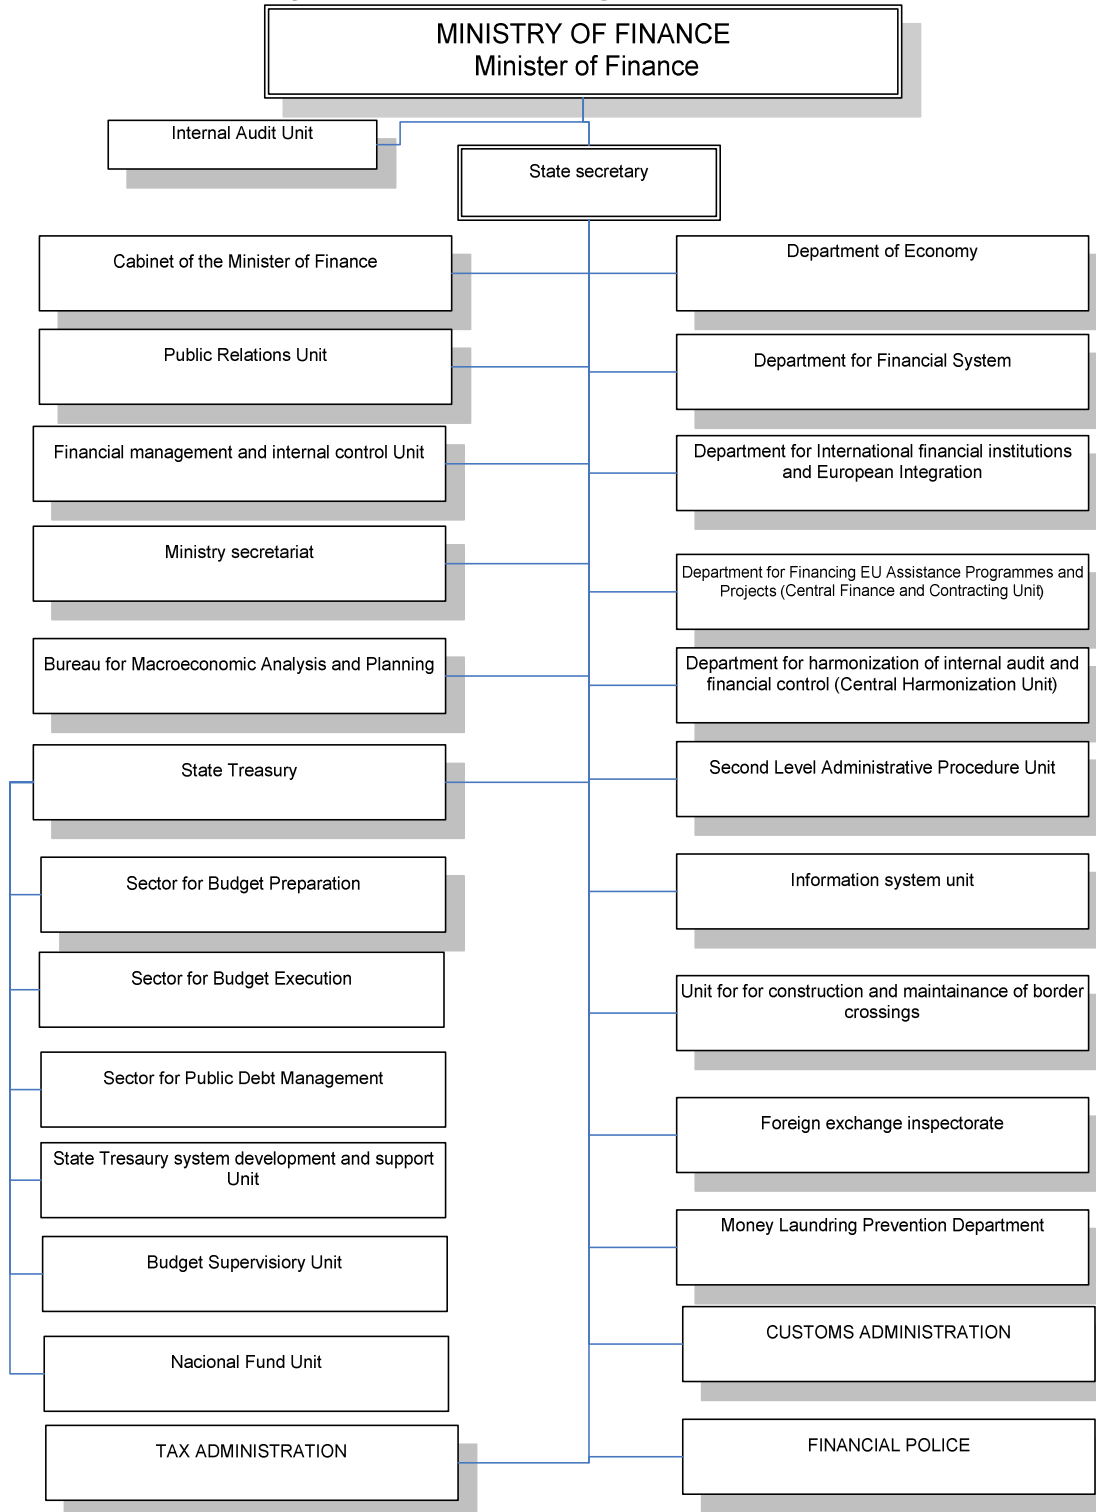 MINISTRY OF FINANCE
Minister of Finance
Internal Audit Unit
State secretary
Cabinet of the Minister of Finance
Department of Economy
Public Relations Unit
Department for Financial System
Financial management and internal control Unit
Department for International financial institutions
and European Integration
Ministry secretariat
Department for Financing EU Assistance Programmes and
Projects (Central Finance and Contracting Unit)
Bureau for Macroeconomic Analysis and Planning
Department for harmonization of internal audit and
financial control (Central Harmonization Unit)
State Treasury
Second Level Administrative Procedure Unit
Sector for Budget Preparation
Information system unit
Sector for Budget Execution
Unit for for construction and maintainance of border
crossings
Sector for Public Debt Management
Foreign exchange inspectorate
State Tresaury system development and support
Unit
Money Laundring Prevention Department
Budget Supervisiory Unit
CUSTOMS ADMINISTRATION
Nacional Fund Unit
TAX ADMINISTRATION
FINANCIAL POLICE